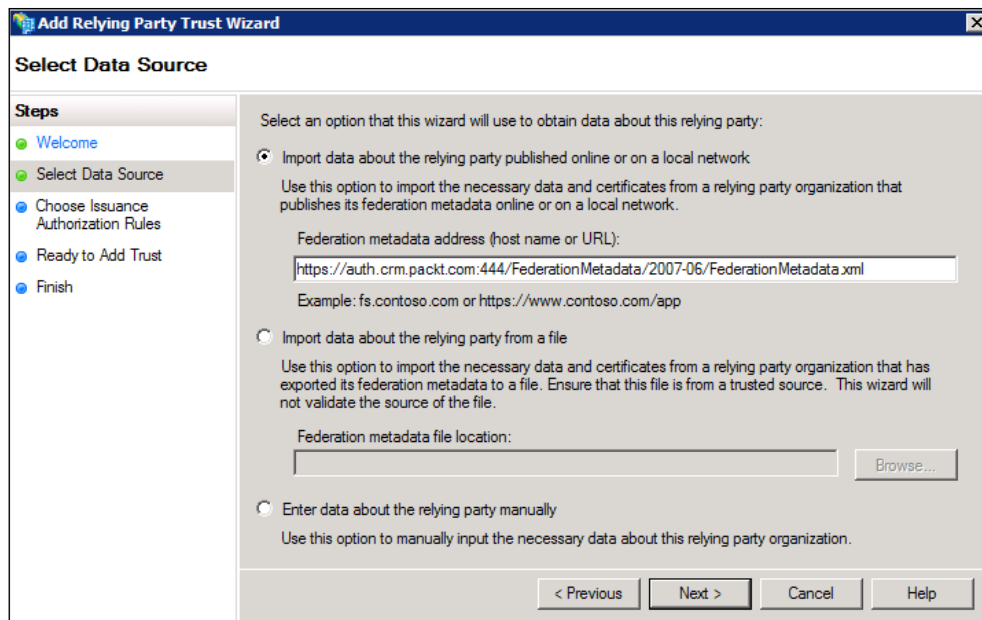 Add Relying Party Trust Wizard
Select Data Source
Steps
Welcome
Select Data Source
Choose Issuance
Authorization Rules
Ready to Add Trust
Finish
Select an option that this wizard will use to obtain data about this relying party:
Import data about the relying party published online or on a local network
Use this option to import the necessary data and certificates from a relying party organization that
publishes its federation metadata online or on a local network.
Federation metadata address (host name or URL):
https://auth.crm.packt.com:444/FederationMetadata/2007-06/FederationMetadata.xml
Example: fs.contoso.com or https://www.contoso.com/app
Import data about the relying party from a file
Use this option to import the necessary data and certificates from a relying party organization that has
exported its federation metadata to a file. Ensure that this file is from a trusted source.  This wizard will
not validate the source of the file.
Federation metadata file location:
Browse...
Enter data about the relying party manually
Use this option to manually input the necessary data about this relying party organization.
< Previous
Next >
Cancel
Help